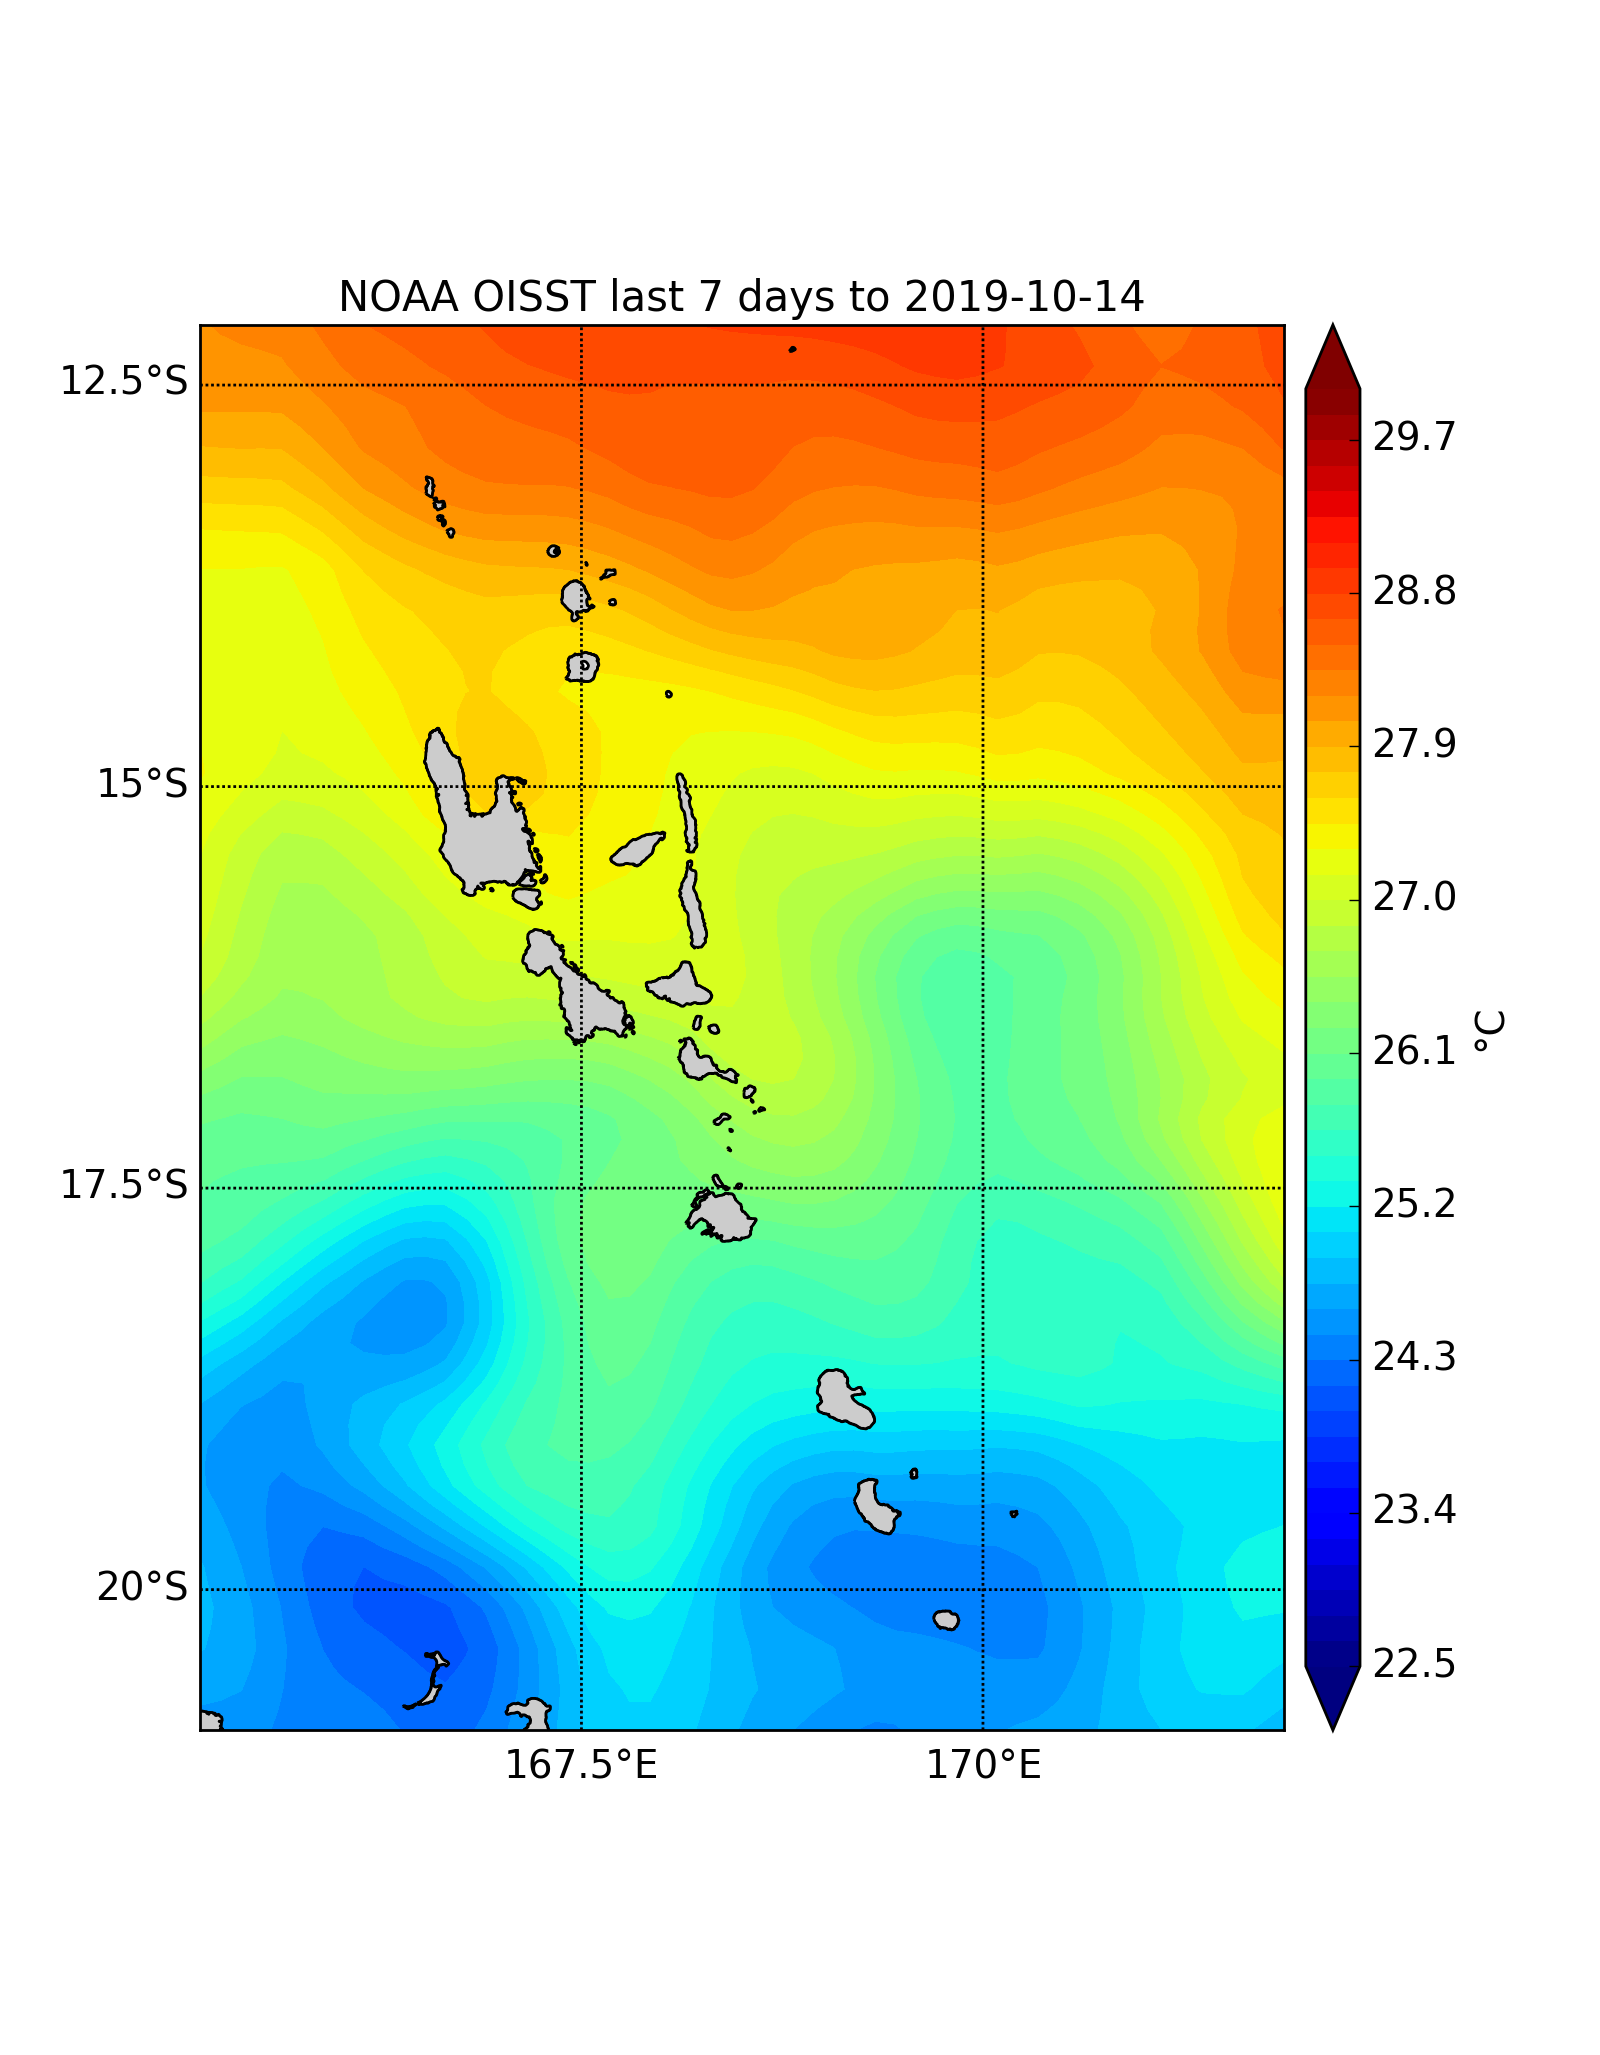 NOAA OISST last 7 days to 2019-10-14
12.5°S
15°S
17.5°S
20°S
167.5°E
170°E
29.7
28.8
27.9
27.0
26.1
25.2
24.3
23.4
22.5
°C